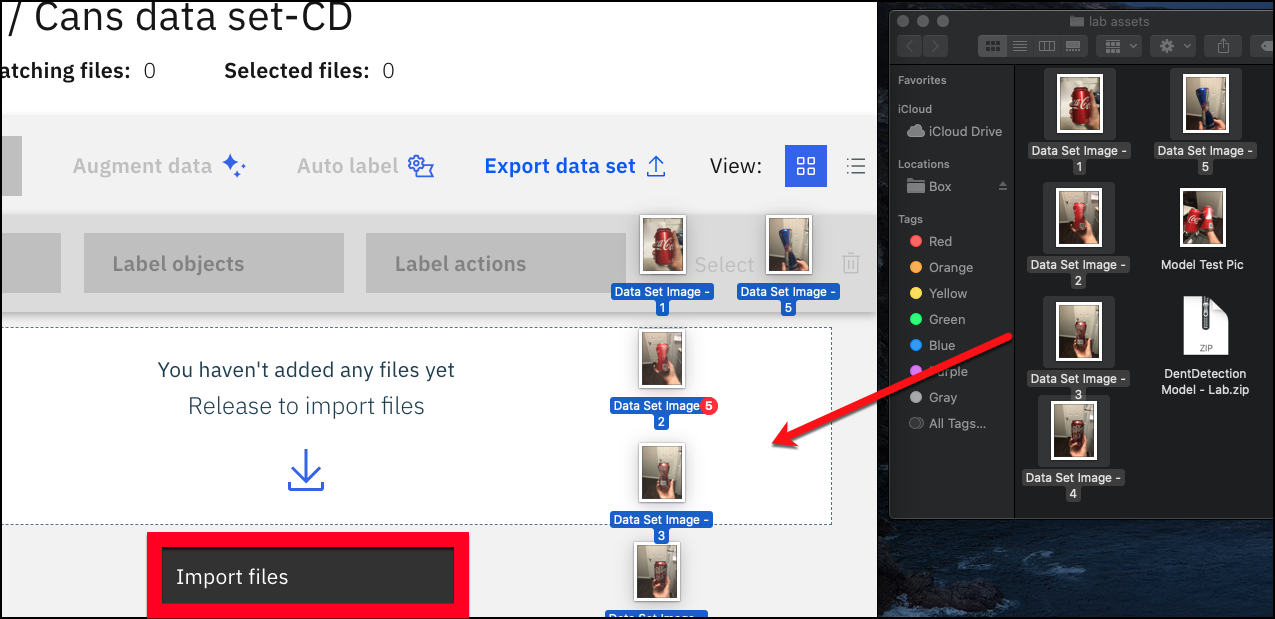 / Cans data set-CD
atching files: 0
Selected files: 0
Augment data
Auto label
Export data set
View:
Label objects
Label actions
Select
You haven't added any files yet
Release to import files
Import files
Data Set Image -
1
Data Set Image -
5
Data Set Image
5
2
Data Set Image -
3
lab assets
Favorites
iCloud
iCloud Drive
Locations
Box
Tags
Red
Orange
Yellow
Green
Blue
Purple
Gray
All Tags...
Data Set Image -
1
Data Set Image -
5
Data Set Image -
2
Model Test Pic
Data Set Image -
3
ZIP
DentDetection
Model - Lab.zip
Data Set Image -
4